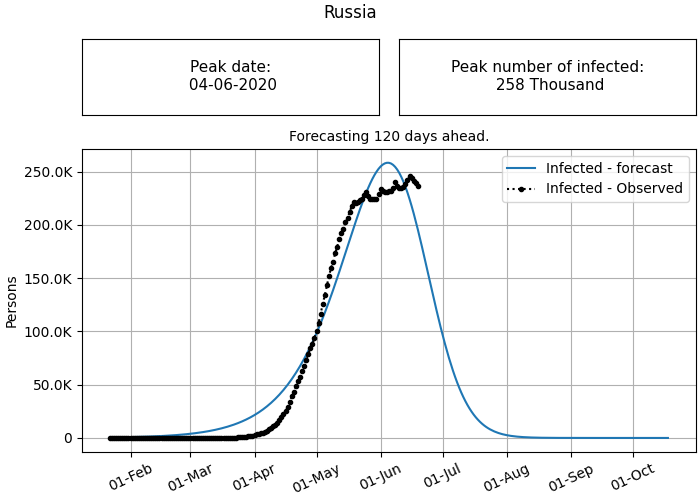 Russia
Peak date:
04-06-2020
Peak number of infected:
258 Thousand
Forecasting 120 days ahead.
Infected - forecast
Infected - Observed
250.0K
200.0K
150.0K
100.0K
50.0K
0
Persons
01-Feb
01-Mar
01-Apr
01-May
01-Jun
01-Jul
01-Aug
01-Sep
01-Oct